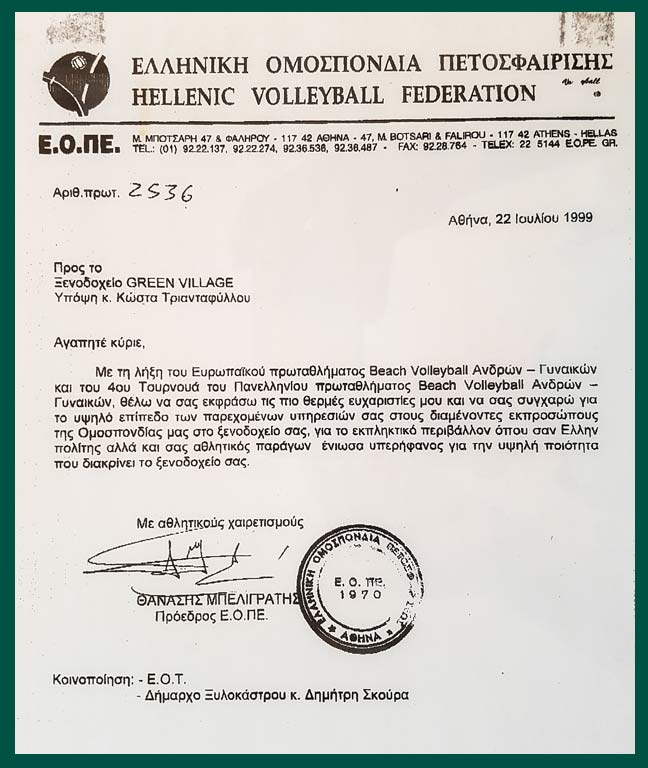 ΕΛΛΗΝΙΚΗ ΟΜΟΣΠΟΝΔΙΑ ΠΕΤΟΣΦΑΙΡΙΣΗΣ
HELLENIC VOLLEYBALL FEDERATION
Ε.Ο.ΠΕ.
Μ. ΜΠΟΤΣΑΡΗ 47 & ΦΑΛΗΡΟΥ - 117 42 ΑΘΗΝΑ - 47, M. BOTSARI & FALIROU - 117 42 ATHENS - HELLAS
TEL.: (01) 92.22.137, 92.22.274, 92.36.536, 92.36.487 - FAX: 92.28.764 - TELEX: 22 5144 E.O.PE. GR.
Αριθ.πρωτ. 2536
Αθήνα, 22 Ιουλίου 1999
Προς το
Ξενοδοχείο GREEN VILLAGE
Υπόψη κ. Κώστα Τριανταφύλλου
Αγαπητέ κύριε,
Με τη λήξη του Ευρωπαϊκού πρωταθλήματος Beach Volleyball Ανδρών – Γυναικών
και του 4ου Τουρνουά του Πανελληνίου πρωταθλήματος Beach Volleyball Ανδρών –
Γυναικών, θέλω να σας εκφράσω τις πιο θερμές ευχαριστίες μου και να σας συγχαρώ για
το υψηλό επίπεδο των παρεχομένων υπηρεσιών σας στους διαμένοντες εκπροσώπους
της Ομοσπονδίας μας στο ξενοδοχείο σας, για το εκπληκτικό περιβάλλον όπου σαν Ελλην
πολίτης αλλά και σας αθλητικός παράγων ένιωσα υπερήφανος για την υψηλή ποιότητα
που διακρίνει το ξενοδοχείο σας.
Με αθλητικούς χαιρετισμούς
ΘΑΝΑΣΗΣ ΜΠΕΛΙΓΡΑΤΗΣ
Πρόεδρος Ε.Ο.ΠΕ.
ΕΛΛΗΝΙΚΗ ΟΜΟΣΠΟΝΔΙΑ
Ε. Ο. ΠΕ.
1970
ΑΘΗΝΑ
Κοινοποίηση: - Ε.Ο.Τ.
- Δήμαρχο Ξυλοκάστρου κ. Δημήτρη Σκούρα